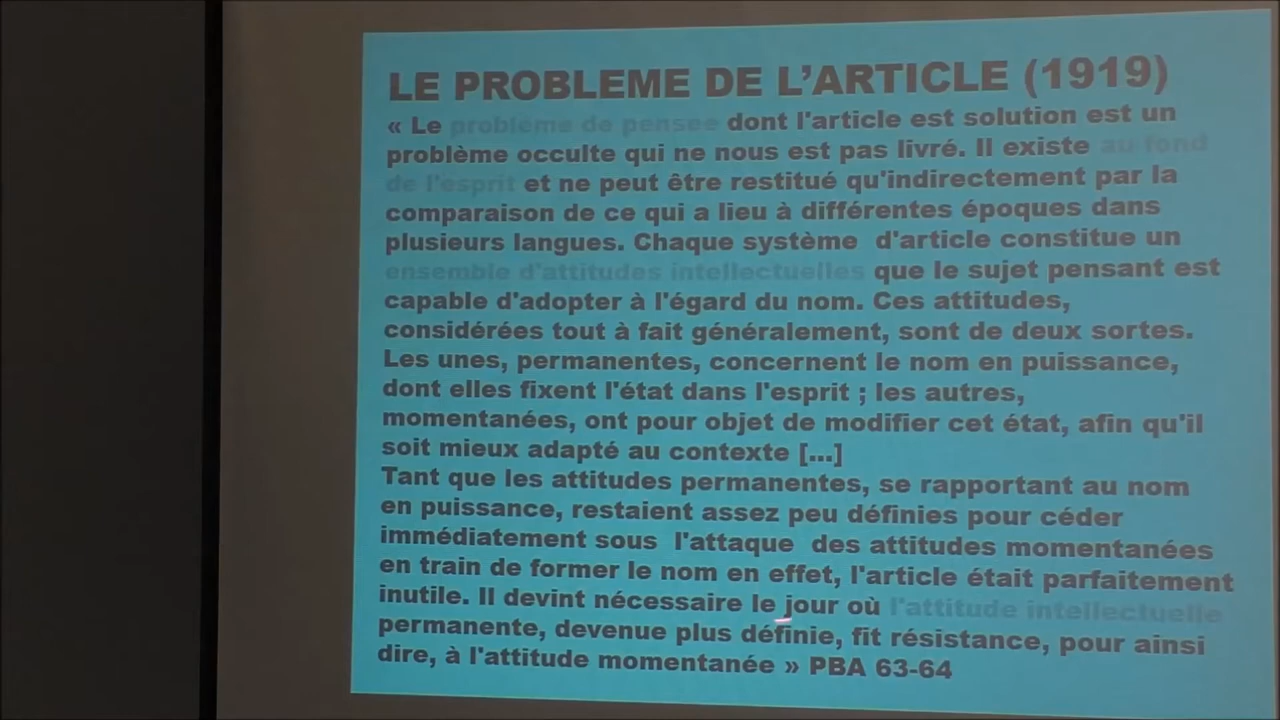 LE PROBLEME DE L'ARTICLE (1919)
« Le problème de pensée dont l'article est solution est un
problème occulte qui ne nous est pas livré. Il existe au fond
de l'esprit et ne peut être restitué qu'indirectement par la
comparaison de ce qui a lieu à différentes époques dans
plusieurs langues. Chaque système d'article constitue un
ensemble d'attitudes intellectuelles que le sujet pensant est
capable d'adopter à l'égard du nom. Ces attitudes,
considérées tout à fait généralement, sont de deux sortes.
Les unes, permanentes, concernent le nom en puissance,
dont elles fixent l'état dans l'esprit ; les autres,
momentanées, ont pour objet de modifier cet état, afin qu'il
soit mieux adapté au contexte [...]
Tant que les attitudes permanentes, se rapportant au nom
en puissance, restaient assez peu définies pour céder
immédiatement sous l'attaque des attitudes momentanées
en train de former le nom en effet, l'article était parfaitement
inutile. Il devint nécessaire le jour où l'attitude intellectuelle
permanente, devenue plus définie, fit résistance, pour ainsi
dire, à l'attitude momentanée » PBA 63-64